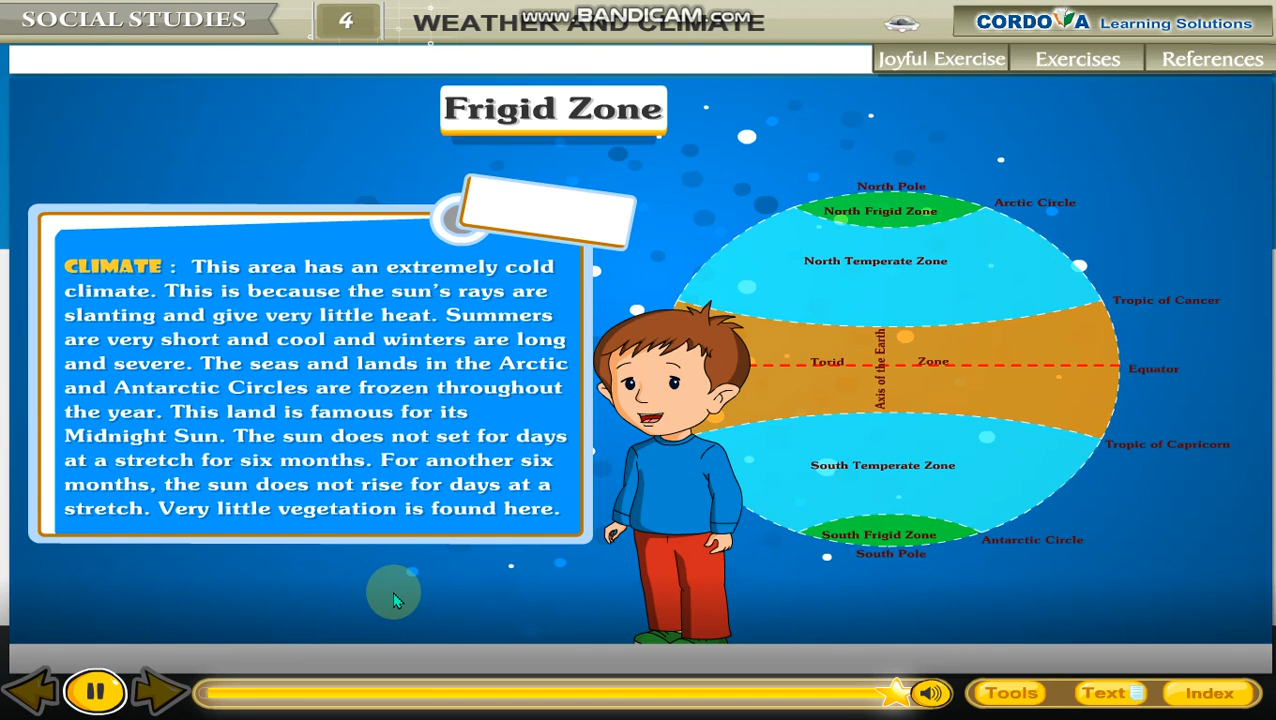 SOCIAL STUDIES
4
WEATHER AND CLIMATE
www.BANDICAM.com
CORDOVA Learning Solutions
Joyful Exercise
Exercises
References
Frigid Zone
CLIMATE : This area has an extremely cold
climate. This is because the sun's rays are
slanting and give very little heat. Summers
are very short and cool and winters are long
and severe. The seas and lands in the Arctic
and Antarctic Circles are frozen throughout
the year. This land is famous for its
Midnight Sun. The sun does not set for days
at a stretch for six months. For another six
months, the sun does not rise for days at a
stretch. Very little vegetation is found here.
North Pole
Arctic Circle
North Frigid Zone
North Temperate Zone
Tropic of Cancer
Torid Zone
Axis of the Earth
Equator
Tropic of Capricorn
South Temperate Zone
South Frigid Zone
Antarctic Circle
South Pole
Tools
Text
Index